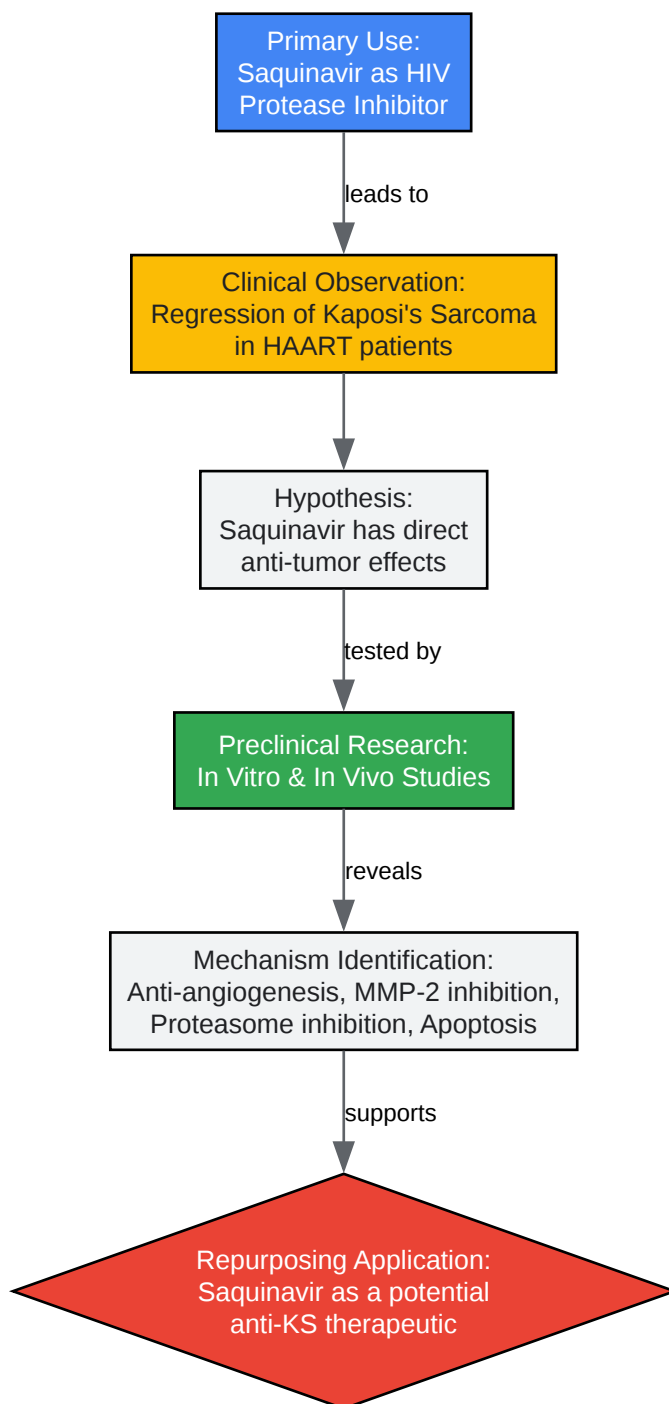 Primary Use:
Saquinavir as HIV
Protease Inhibitor
leads to
Clinical Observation:
Regression of Kaposi's Sarcoma
in HAART patients
Hypothesis:
Saquinavir has direct
anti-tumor effects
tested by
Preclinical Research:
In Vitro & In Vivo Studies
reveals
Mechanism Identification:
Anti-angiogenesis, MMP-2 inhibition,
Proteasome inhibition, Apoptosis
supports
Repurposing Application:
Saquinavir as a potential
anti-KS therapeutic